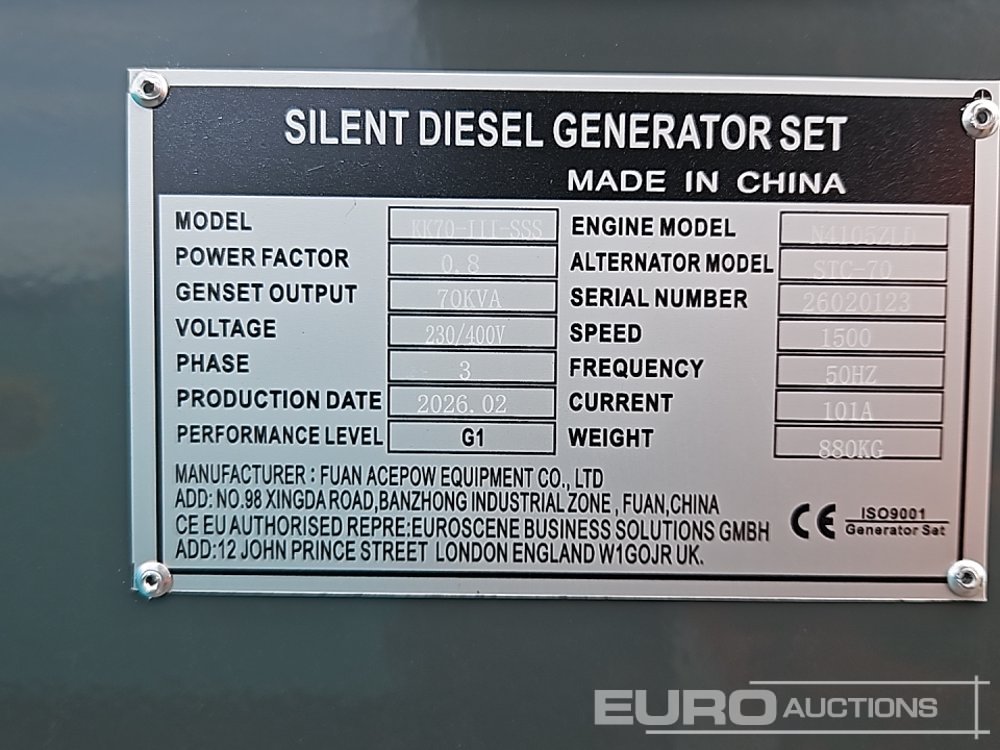 SILENT DIESEL GENERATOR SET
MADE IN CHINA
MODEL KK70-III-SSS ENGINE MODEL N4105ZLD
POWER FACTOR 0.8 ALTERNATOR MODEL STC-70
GENSET OUTPUT 70KVA SERIAL NUMBER 26020123
VOLTAGE 230/400V SPEED 1500
PHASE 3 FREQUENCY 50HZ
PRODUCTION DATE 2026.02 CURRENT 101A
PERFORMANCE LEVEL G1 WEIGHT 880KG
MANUFACTURER : FUAN ACEPOW EQUIPMENT CO., LTD
ADD: NO.98 XINGDA ROAD,BANZHONG INDUSTRIAL ZONE , FUAN,CHINA
CE EU AUTHORISED REPRE:EUROSCENE BUSINESS SOLUTIONS GMBH
ADD:12 JOHN PRINCE STREET LONDON ENGLAND W1GOJR UK.
CE ISO9001
Generator Set
EURO AUCTIONS